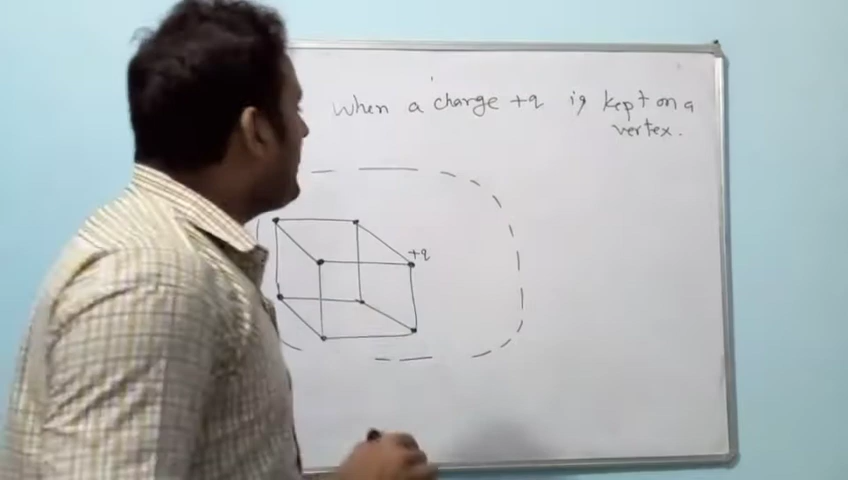 When a charge +q is kept on a
vertex.
+q